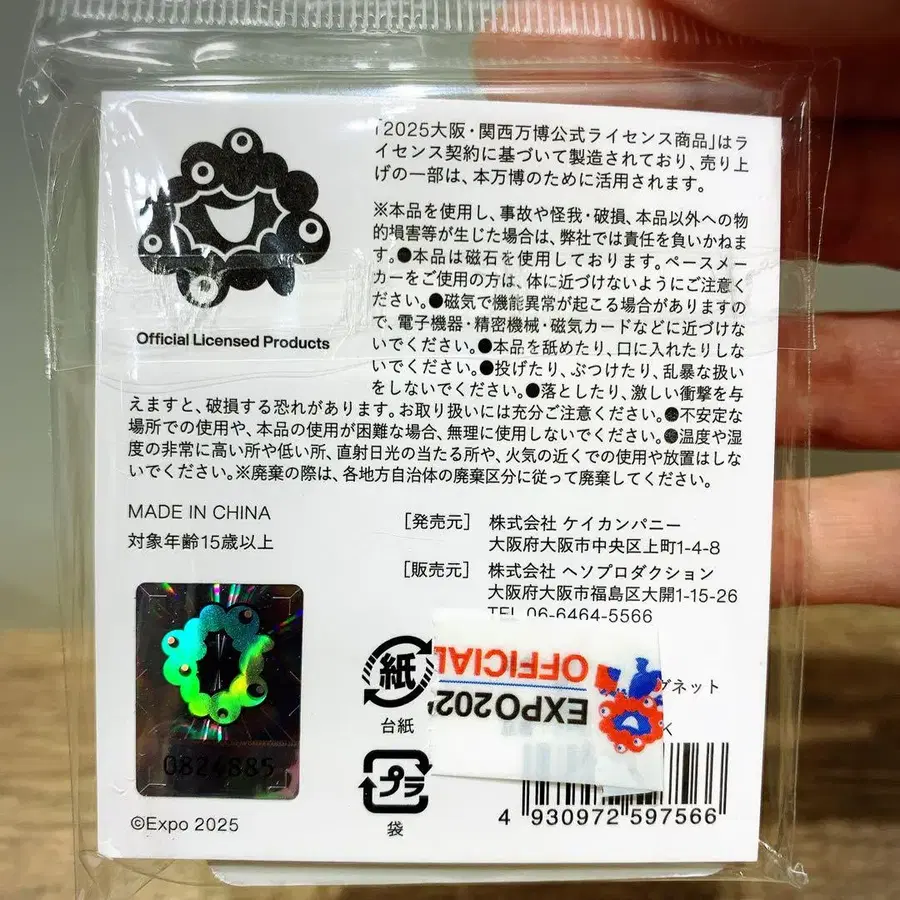 「2025大阪・関西万博公式ライセンス商品」はラ
イセンス契約に基づいて製造されており、売り上
げの一部は、本万博のために活用されます。
※本品を使用し、事故や怪我・破損、本品以外への物
的損害等が生じた場合は、弊社では責任を負いかねま
す。●本品は磁石を使用しております。ペースメー
カーをご使用の方は、体に近づけないようにご注意く
ださい。●磁気で機能異常が起こる場合がありますの
で、電子機器・精密機械・磁気カードなどに近づけな
いでください。●本品を舐めたり、口に入れたりしな
いでください。●投げたり、ぶつけたり、乱暴な扱い
をしないでください。●落としたり、激しい衝撃を与
えますと、破損する恐れがあります。お取り扱いには充分ご注意ください。●不安定な
場所での使用や、本品の使用が困難な場合、無理に使用しないでください。●温度や湿
度の非常に高い所や低い所、直射日光の当たる所や、火気の近くでの使用や放置はしな
いでください。※廃棄の際は、各地方自治体の廃棄区分に従って廃棄してください。
Official Licensed Products
MADE IN CHINA
対象年齢15歳以上
[発売元] 株式会社 ケイカンパニー
大阪府大阪市中央区上町1-4-8
[販売元] 株式会社 ヘソプロダクション
大阪府大阪市福島区大開1-15-26
TEL 06-6464-5566
グネット
K
紙
台紙
OFFICIAL
EXPO202
プラ
袋
0824885
4 930972 597566
©Expo 2025